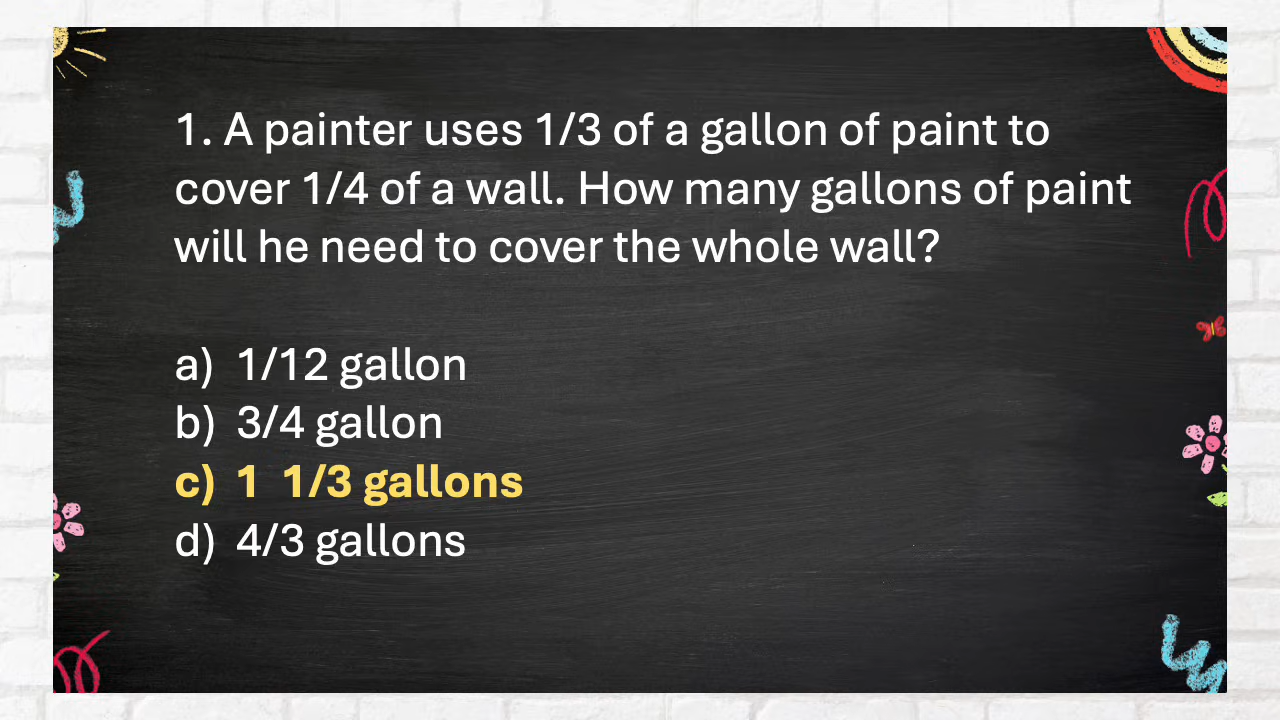 1. A painter uses 1/3 of a gallon of paint to
cover 1/4 of a wall. How many gallons of paint
will he need to cover the whole wall?
a) 1/12 gallon
b) 3/4 gallon
c) 1 1/3 gallons
d) 4/3 gallons